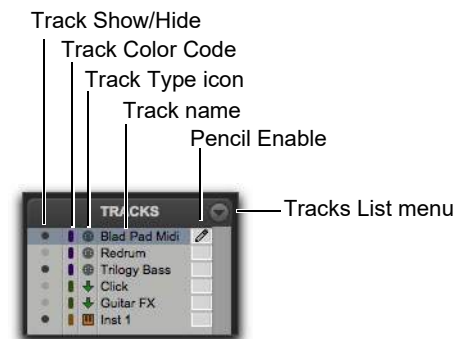 Track Show/Hide
Track Color Code
Track Type icon
Track name
Pencil Enable
TRACKS
Tracks List menu
Blad Pad Midi
Redrum
Trilogy Bass
Click
Guitar FX
Inst 1